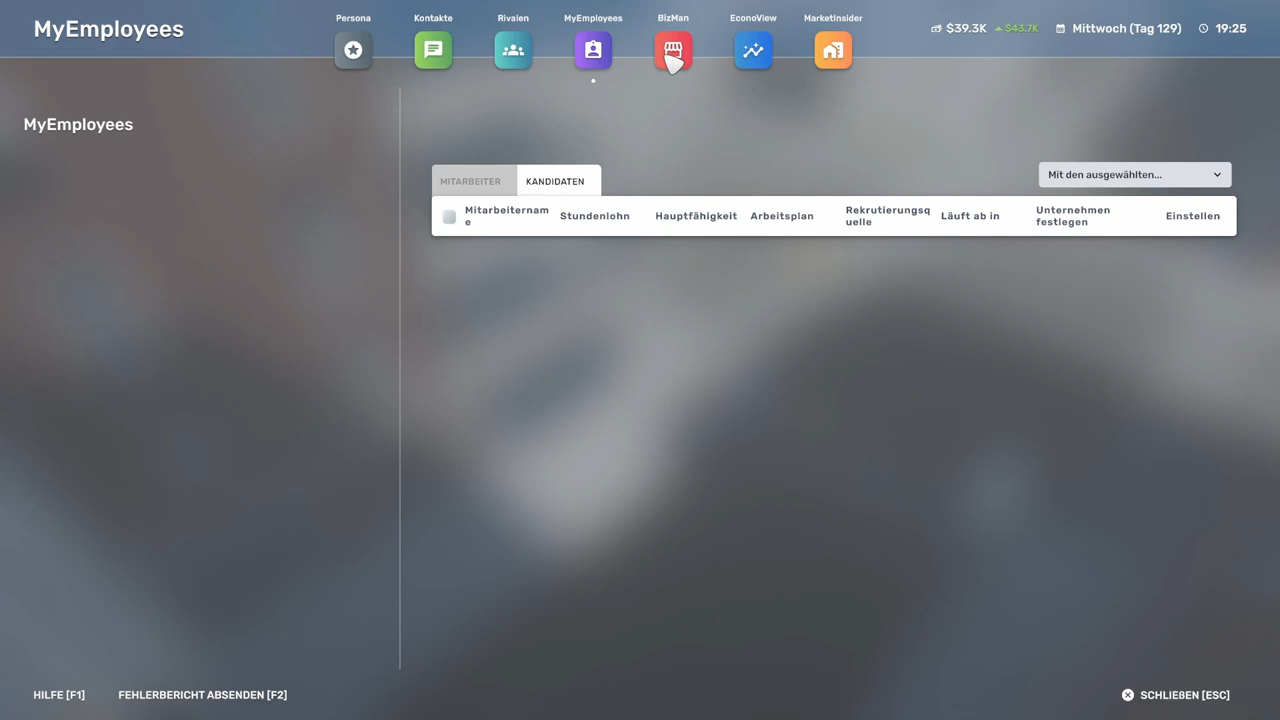 MyEmployees
Persona
Kontakte
Rivalen
MyEmployees
BizMan
EconoView
MarketInsider
$39.3K
$43.7K
Mittwoch (Tag 129)
19:25
MyEmployees
MITARBEITER
KANDIDATEN
Mit den ausgewählten...
Mitarbeiternam
e
Stundenlohn
Hauptfähigkeit
Arbeitsplan
Rekrutierungsq
uelle
Läuft ab in
Unternehmen
festlegen
Einstellen
HILFE [F1]
FEHLERBERICHT ABSENDEN [F2]
SCHLIEẞEN [ESC]